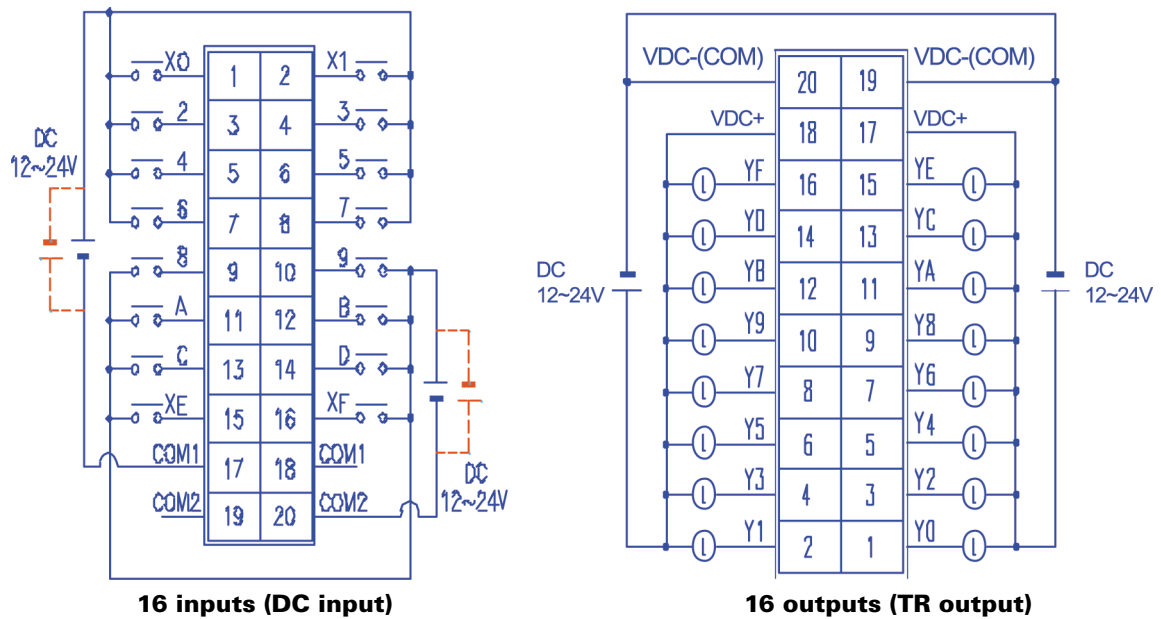 X0 1 2 X1
2 3 4 3
4 5 6 5
6 7 8 7
8 9 10 9
A 11 12 B
C 13 14 D
XE 15 16 XF
COM1 17 18 COM1
COM2 19 20 COM2
DC
12~24V
DC
12~24V
16 inputs (DC input)
VDC-(COM) 20 19 VDC-(COM)
VDC+ 18 17 VDC+
YF 16 15 YE
YD 14 13 YC
YB 12 11 YA
Y9 10 9 Y8
Y7 8 7 Y6
Y5 6 5 Y4
Y3 4 3 Y2
Y1 2 1 Y0
L L
L L
L L
L L
L L
L L
L L
L L
DC
12~24V
DC
12~24V
16 outputs (TR output)